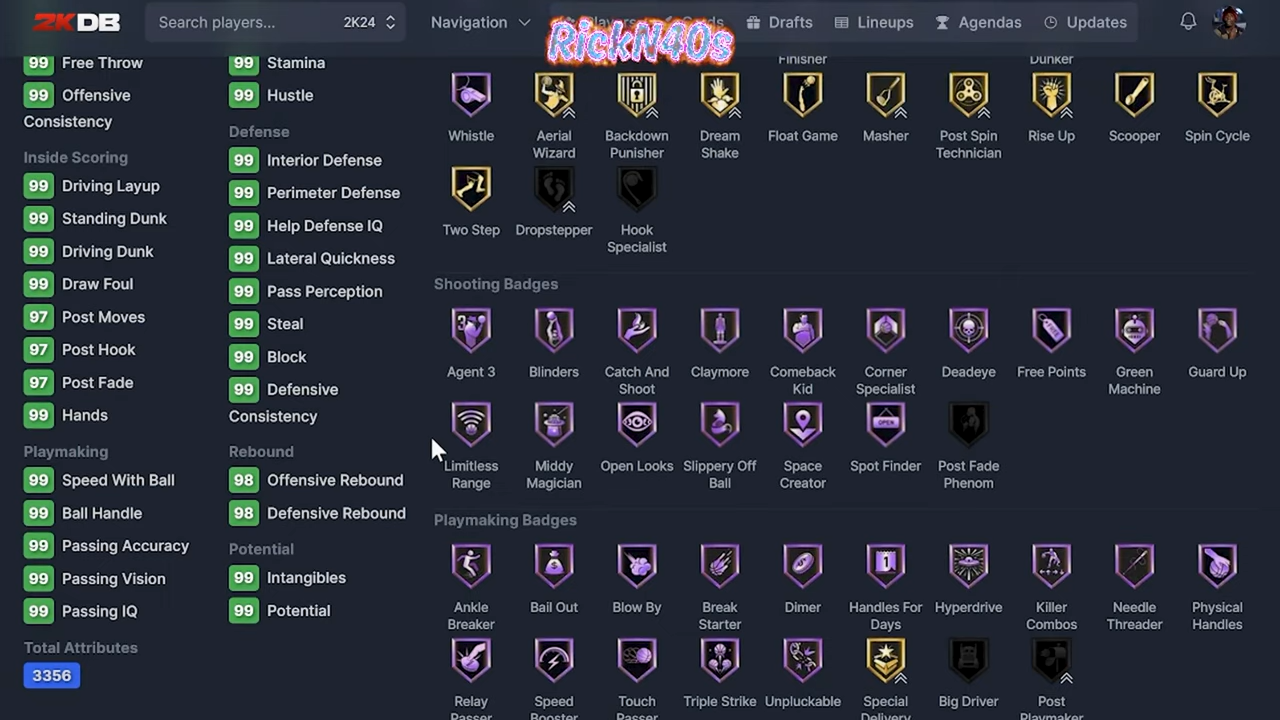 2KDB
Search players...
2K24
Navigation
Players
Cards
Drafts
Lineups
Agendas
Updates
RickN40s
99 Free Throw
99 Offensive
Consistency
Inside Scoring
99 Driving Layup
99 Standing Dunk
99 Driving Dunk
99 Draw Foul
97 Post Moves
97 Post Hook
97 Post Fade
99 Hands
Playmaking
99 Speed With Ball
99 Ball Handle
99 Passing Accuracy
99 Passing Vision
99 Passing IQ
Total Attributes
3356
99 Stamina
99 Hustle
Defense
99 Interior Defense
99 Perimeter Defense
99 Help Defense IQ
99 Lateral Quickness
99 Pass Perception
99 Steal
99 Block
99 Defensive
Consistency
Rebound
98 Offensive Rebound
98 Defensive Rebound
Potential
99 Intangibles
99 Potential
Finisher
Dunker
Whistle
Aerial
Wizard
Backdown
Punisher
Dream
Shake
Float Game
Masher
Post Spin
Technician
Rise Up
Scooper
Spin Cycle
Two Step
Dropstepper
Hook
Specialist
Shooting Badges
Agent 3
Blinders
Catch And
Shoot
Claymore
Comeback
Kid
Corner
Specialist
Deadeye
Free Points
Green
Machine
Guard Up
Limitless
Range
Middy
Magician
Open Looks
Slippery Off
Ball
Space
Creator
OPEN
Spot Finder
Post Fade
Phenom
Playmaking Badges
Ankle
Breaker
Bail Out
Blow By
Break
Starter
Dimer
Handles For
Days
Hyperdrive
Killer
Combos
Needle
Threader
Physical
Handles
Relay
Passer
Speed
Booster
Touch
Passer
Triple Strike
Unpluckable
Special
Delivery
Big Driver
Post
Playmaker